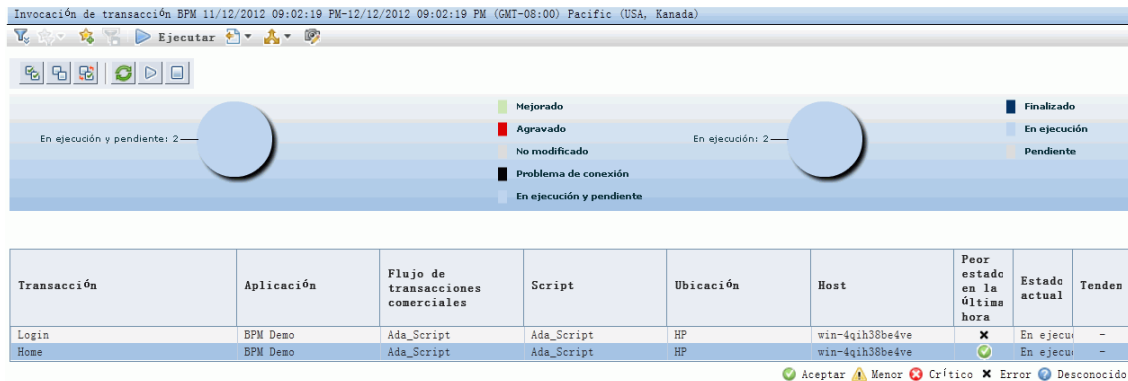 Invocación de transacción BPM 11/12/2012 09:02:19 PM-12/12/2012 09:02:19 PM (GMT-08:00) Pacific (USA, Kanada)
Ejecutar
En ejecución y pendiente: 2
Mejorado
Agravado
No modificado
Problema de conexión
En ejecución y pendiente
En ejecución: 2
Finalizado
En ejecución
Pendiente
Transacción
Aplicación
Flujo de
transacciones
comerciales
Script
Ubicación
Host
Peor
estado
en la
última
hora
Estado
actual
Tenden
Login BPM Demo Ada_Script Ada_Script HP win-4qih38be4ve En ejecu -
Home BPM Demo Ada_Script Ada_Script HP win-4qih38be4ve En ejecu -
Aceptar Menor Crítico Error Desconocido